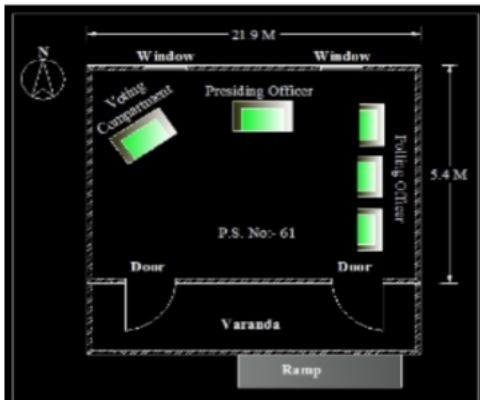 21.9 M
N
Window
Window
Voting
Compartment
Presiding Officer
Polling Officer
5.4 M
P.S. No:- 61
Door
Door
Varanda
Ramp